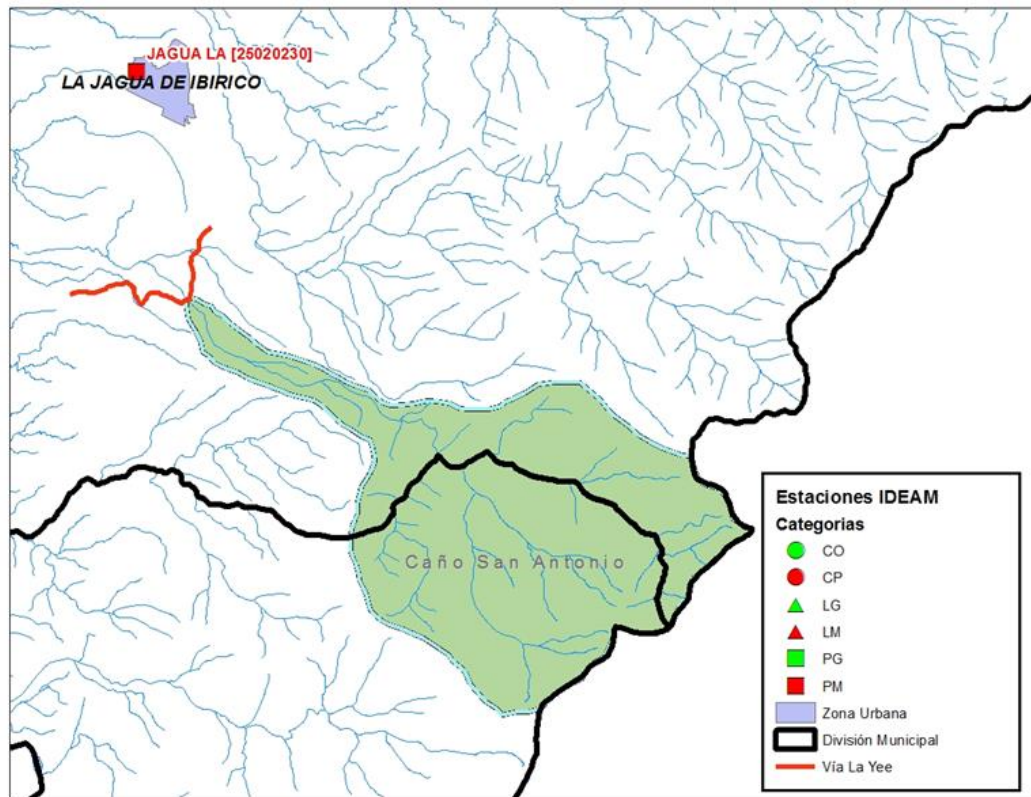 JAGUA LA [25020230]
LA JAGUA DE IBIRICO
Caño San Antonio
Estaciones IDEAM
Categorias
CO
CP
LG
LM
PG
PM
Zona Urbana
División Municipal
Vía La Yee